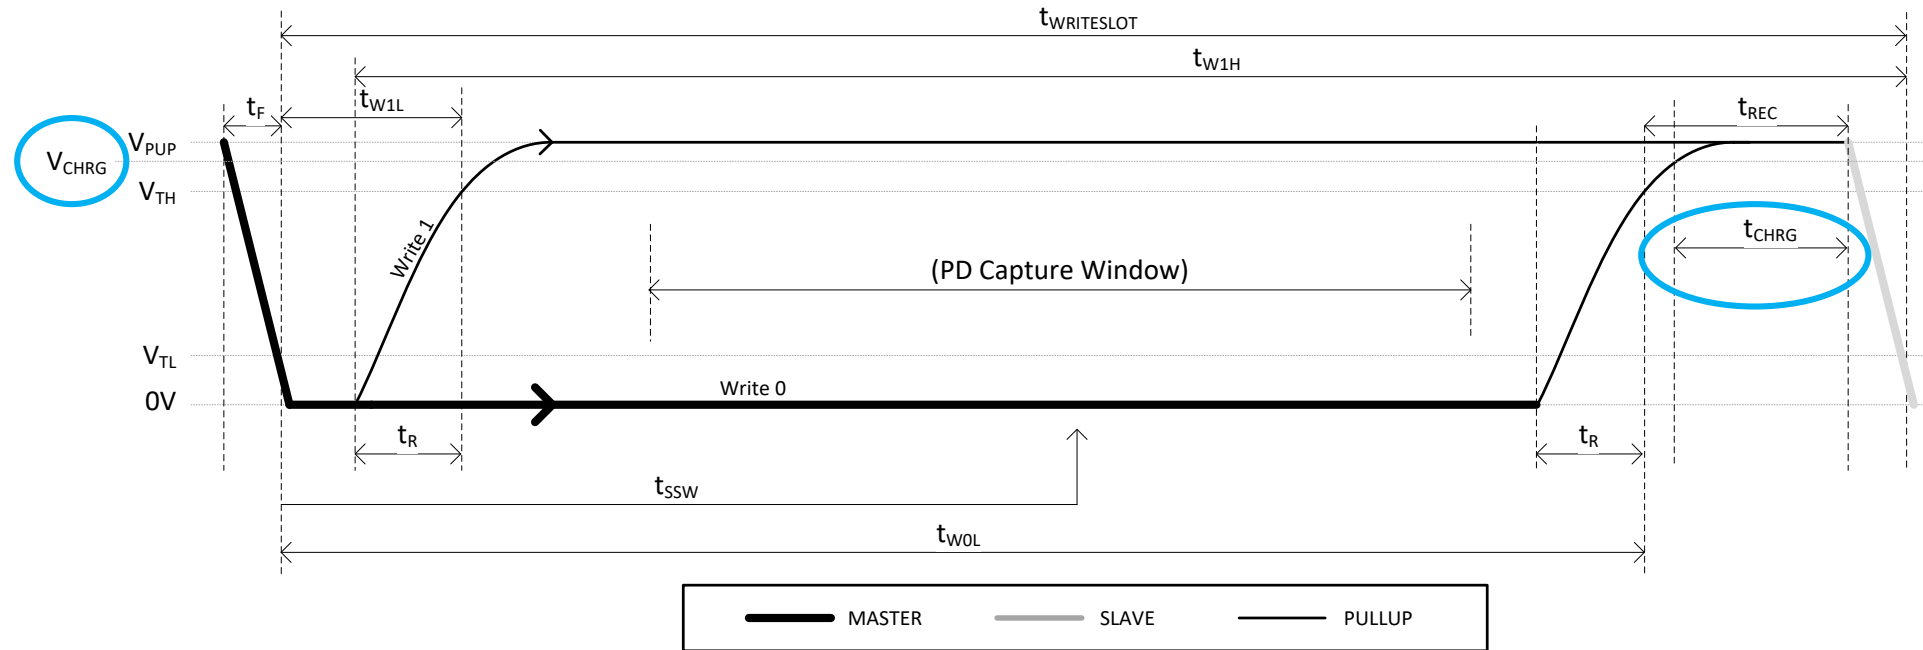 tWRITESLOT
tW1H
tF
tW1L
tREC
VPUP
VCHRG
VTH
Write 1
tCHRG
(PD Capture Window)
VTL
Write 0
0V
tR
tR
tSSW
tW0L
MASTER
SLAVE
PULLUP